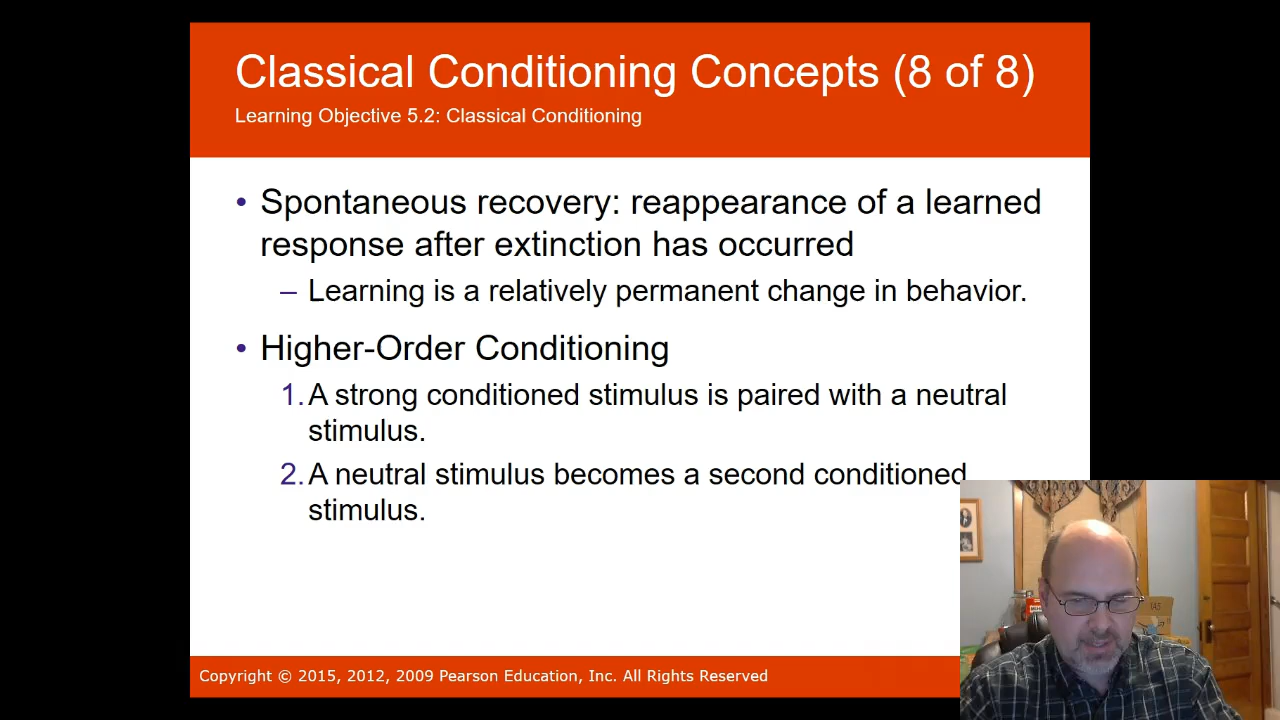 Classical Conditioning Concepts (8 of 8)
Learning Objective 5.2: Classical Conditioning
• Spontaneous recovery: reappearance of a learned
response after extinction has occurred
– Learning is a relatively permanent change in behavior.
• Higher-Order Conditioning
1. A strong conditioned stimulus is paired with a neutral
stimulus.
2. A neutral stimulus becomes a second conditioned
stimulus.
Copyright © 2015, 2012, 2009 Pearson Education, Inc. All Rights Reserved